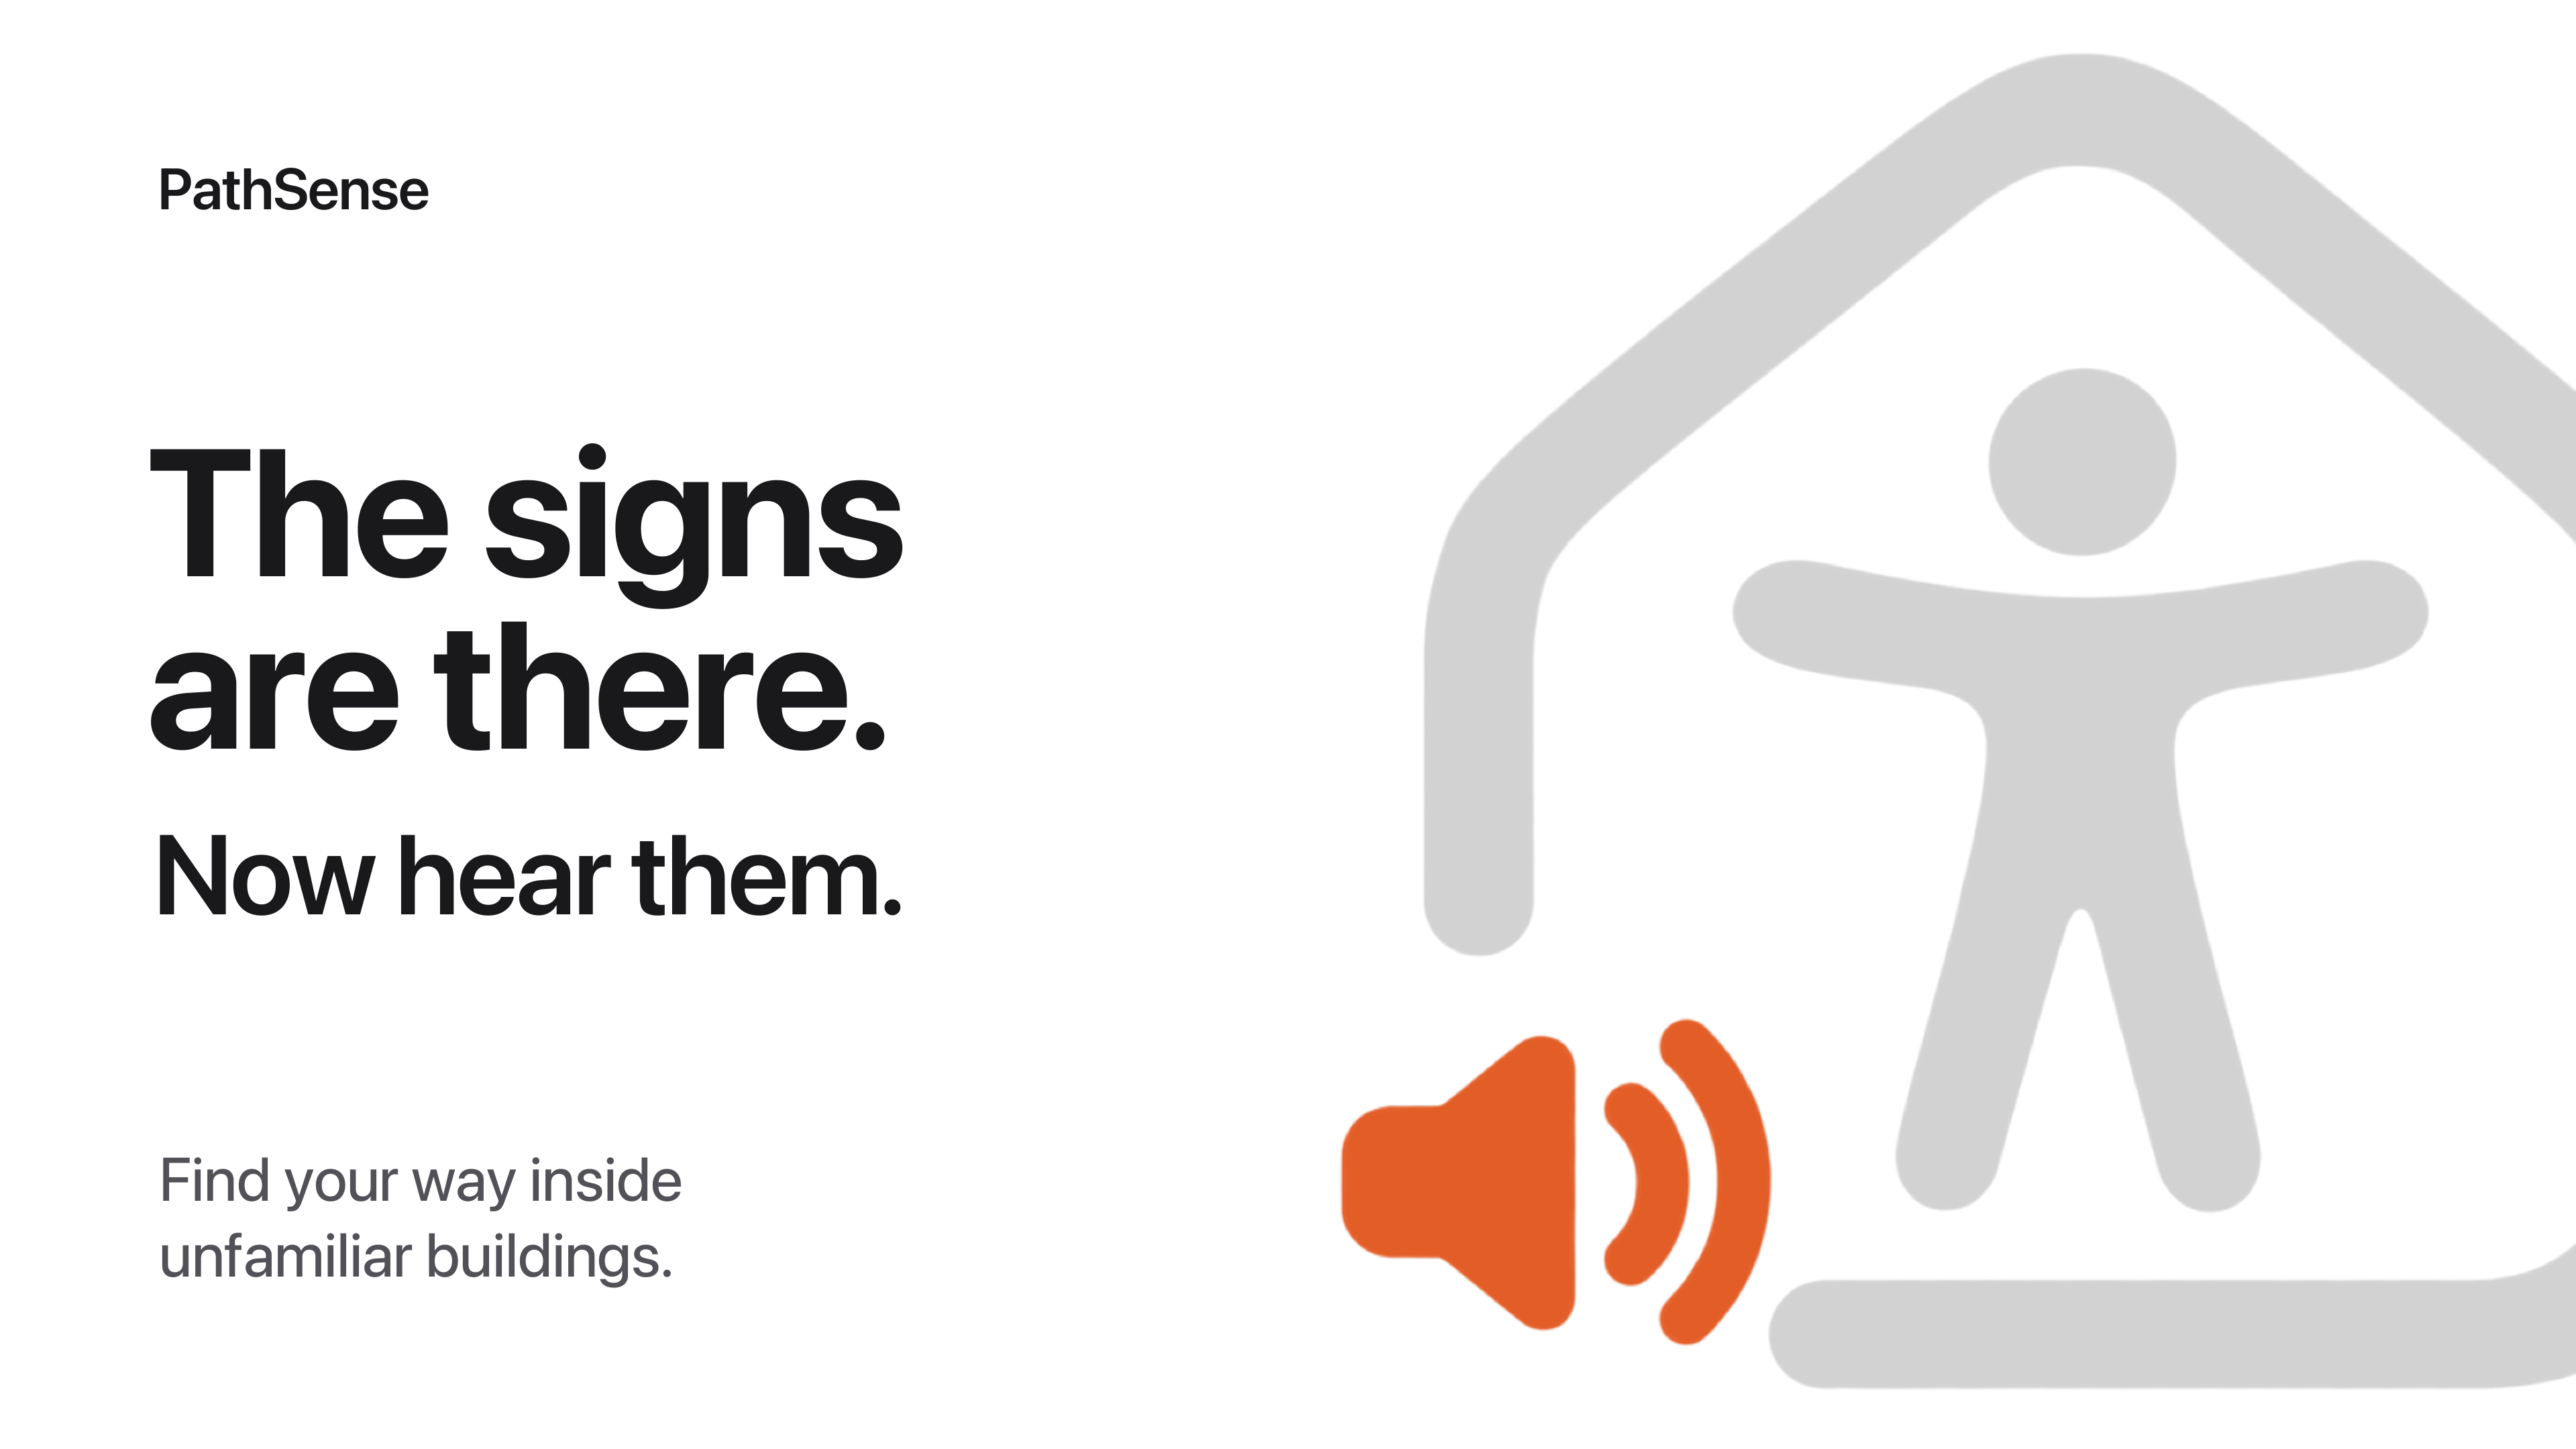 PathSense
The signs
are there.
Now hear them.
Find your way inside
unfamiliar buildings.